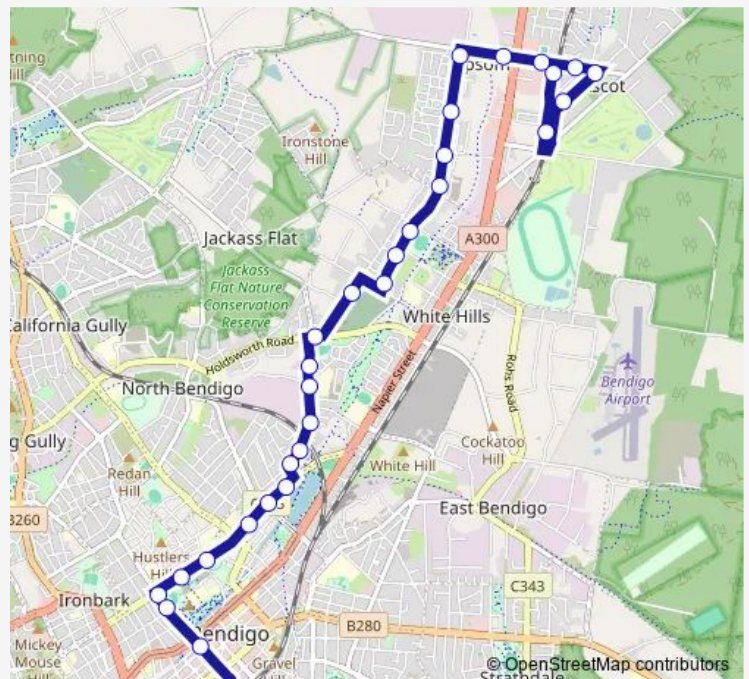 Ironstone
Hill
Scot
A300
Jackass Flat
Jackass
Flat Nature
Conservation
Reserve
White Hills
California Gully
Holdsworth Road
Rohs Road
Napier Street
Bendigo
Airport
North Bendigo
Cockatoo
Hill
White Hill
Redan
Hill
East Bendigo
Hustlers
C343
Ironbark
B280
Mickey
Mouse
Hill
Gravel
© OpenStreetMap contributors